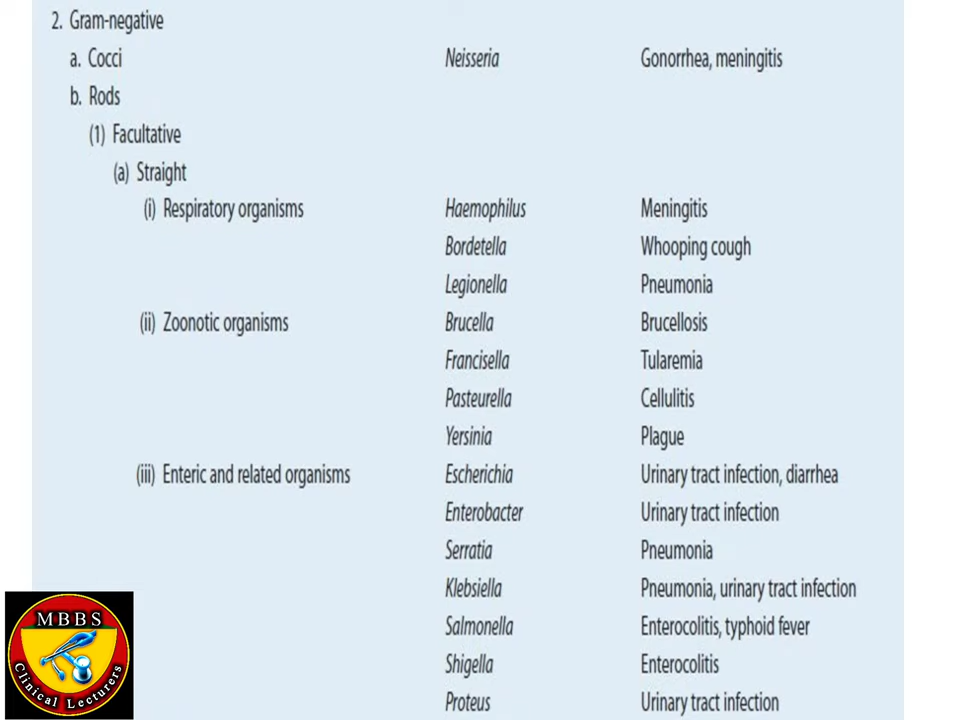 2. Gram-negative
a. Cocci Neisseria Gonorrhea, meningitis
b. Rods
(1) Facultative
(a) Straight
(i) Respiratory organisms Haemophilus Meningitis
Bordetella Whooping cough
Legionella Pneumonia
(ii) Zoonotic organisms Brucella Brucellosis
Francisella Tularemia
Pasteurella Cellulitis
Yersinia Plague
(iii) Enteric and related organisms Escherichia Urinary tract infection, diarrhea
Enterobacter Urinary tract infection
Serratia Pneumonia
Klebsiella Pneumonia, urinary tract infection
Salmonella Enterocolitis, typhoid fever
Shigella Enterocolitis
Proteus Urinary tract infection
MBBS
Clinical Lecturers